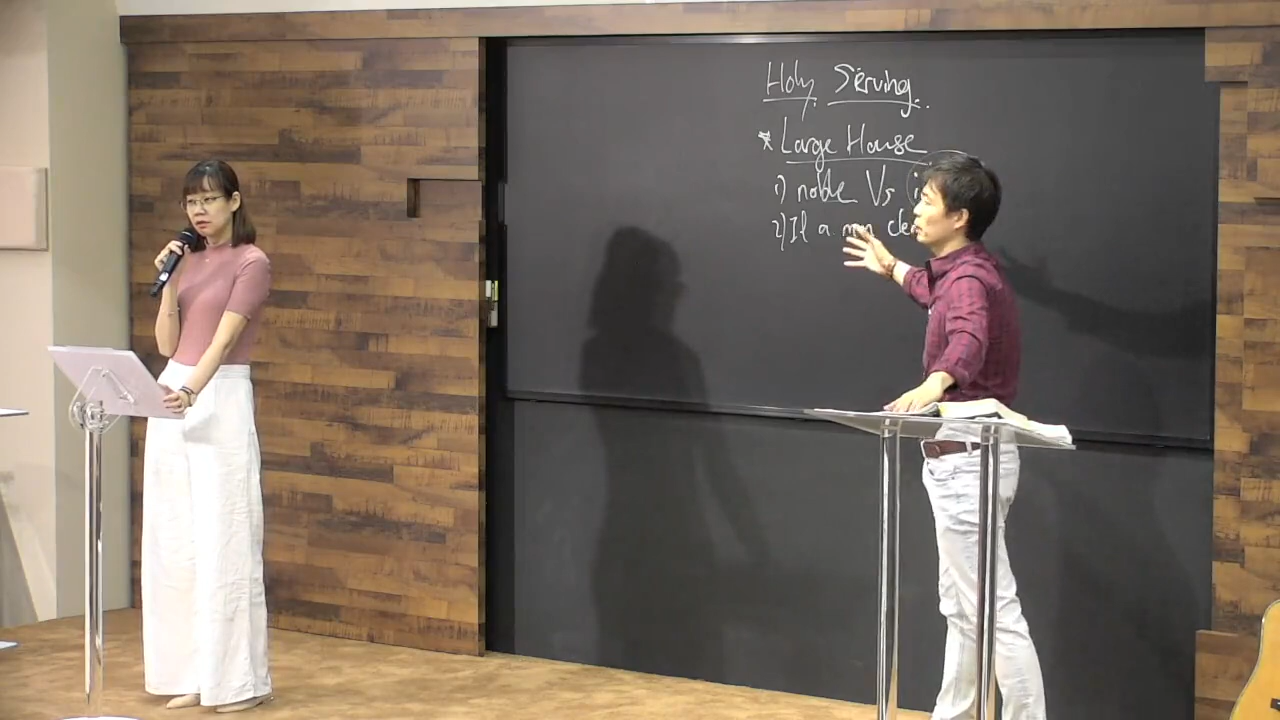 Holy Serving.
* Large House
1) noble Vs
2) If a man